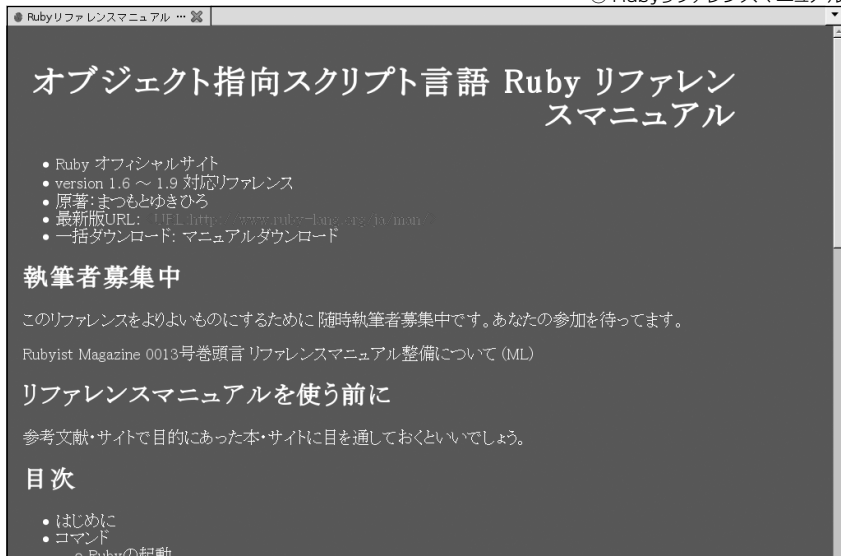 Rubyリファレンスマニュアル …
オブジェクト指向スクリプト言語 Ruby リファレン
スマニュアル
• Ruby オフィシャルサイト
• version 1.6 ～ 1.9 対応リファレンス
• 原著：まつもとゆきひろ
• 最新版URL: URL:http://www.ruby-lang.org/ja/man/
• 一括ダウンロード: マニュアルダウンロード
執筆者募集中
このリファレンスをよりよいものにするために 随時執筆者募集中です。あなたの参加を待ってます。
Rubyist Magazine 0013号巻頭言 リファレンスマニュアル整備について (ML)
リファレンスマニュアルを使う前に
参考文献・サイトで目的にあった本・サイトに目を通しておくといいでしょう。
目次
• はじめに
• コマンド
○ Rubyの起動